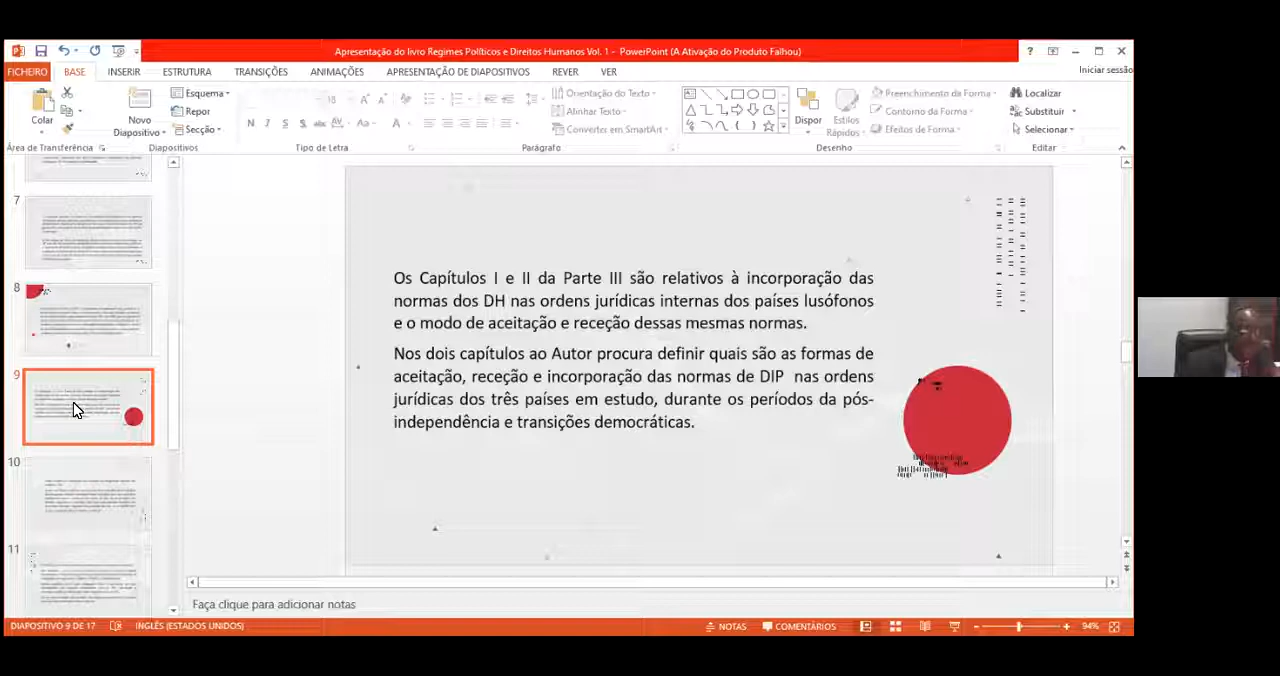 Apresentação do livro Regimes Políticos e Direitos Humanos Vol. 1 - PowerPoint (A Ativação do Produto Falhou)
FICHEIRO BASE INSERIR ESTRUTURA TRANSIÇÕES ANIMAÇÕES APRESENTAÇÃO DE DIAPOSITIVOS REVER VER Iniciar sessão
Colar
Novo Diapositivo
Esquema
Repor
Secção
18
Orientação do Texto
Alinhar Texto
Converter em SmartArt
Dispor
Estilos Rápidos
Preenchimento da Forma
Contorno da Forma
Efeitos de Forma
Localizar
Substituir
Selecionar
Área de Transferência Diapositivos Tipo de Letra Parágrafo Desenho Editar
7
8
9
10
11
Os Capítulos I e II da Parte III são relativos à incorporação das
normas dos DH nas ordens jurídicas internas dos países lusófonos
e o modo de aceitação e receção dessas mesmas normas.
Nos dois capítulos ao Autor procura definir quais são as formas de
aceitação, receção e incorporação das normas de DIP nas ordens
jurídicas dos três países em estudo, durante os períodos da pós-
independência e transições democráticas.
Faça clique para adicionar notas
DIAPOSITIVO 9 DE 17 INGLÊS (ESTADOS UNIDOS) NOTAS COMENTÁRIOS 94%